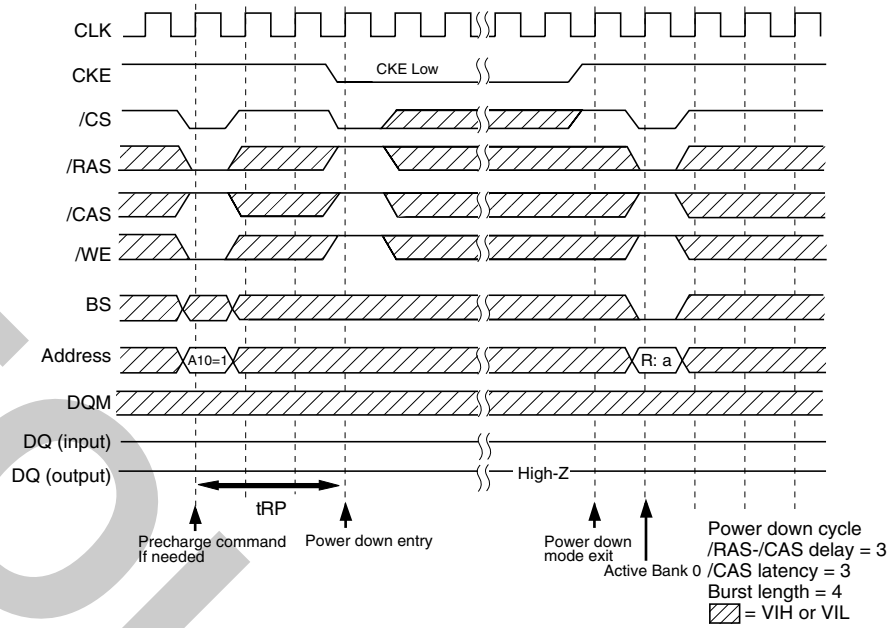 CLK
CKE
CKE Low
/CS
/RAS
/CAS
/WE
BS
Address
A10=1
R: a
DQM
DQ (input)
DQ (output)
High-Z
tRP
Precharge command
If needed
Power down entry
Power down
mode exit
Active Bank 0
Power down cycle
/RAS-/CAS delay = 3
/CAS latency = 3
Burst length = 4
= VIH or VIL